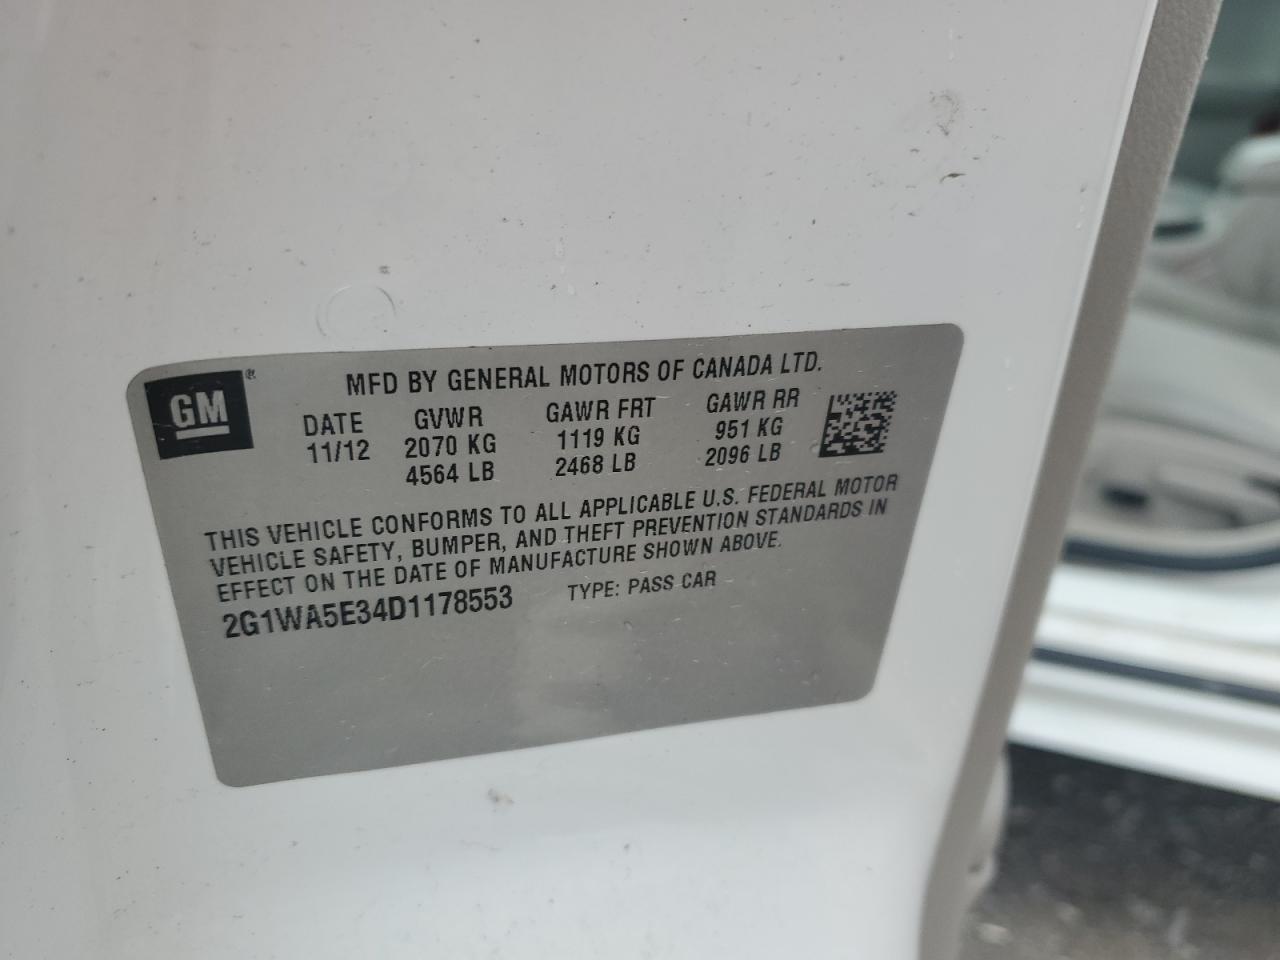 GM®
MFD BY GENERAL MOTORS OF CANADA LTD.
DATE GVWR GAWR FRT GAWR RR
11/12 2070 KG 1119 KG 951 KG
4564 LB 2468 LB 2096 LB
THIS VEHICLE CONFORMS TO ALL APPLICABLE U.S. FEDERAL MOTOR
VEHICLE SAFETY, BUMPER, AND THEFT PREVENTION STANDARDS IN
EFFECT ON THE DATE OF MANUFACTURE SHOWN ABOVE.
2G1WA5E34D1178553 TYPE: PASS CAR